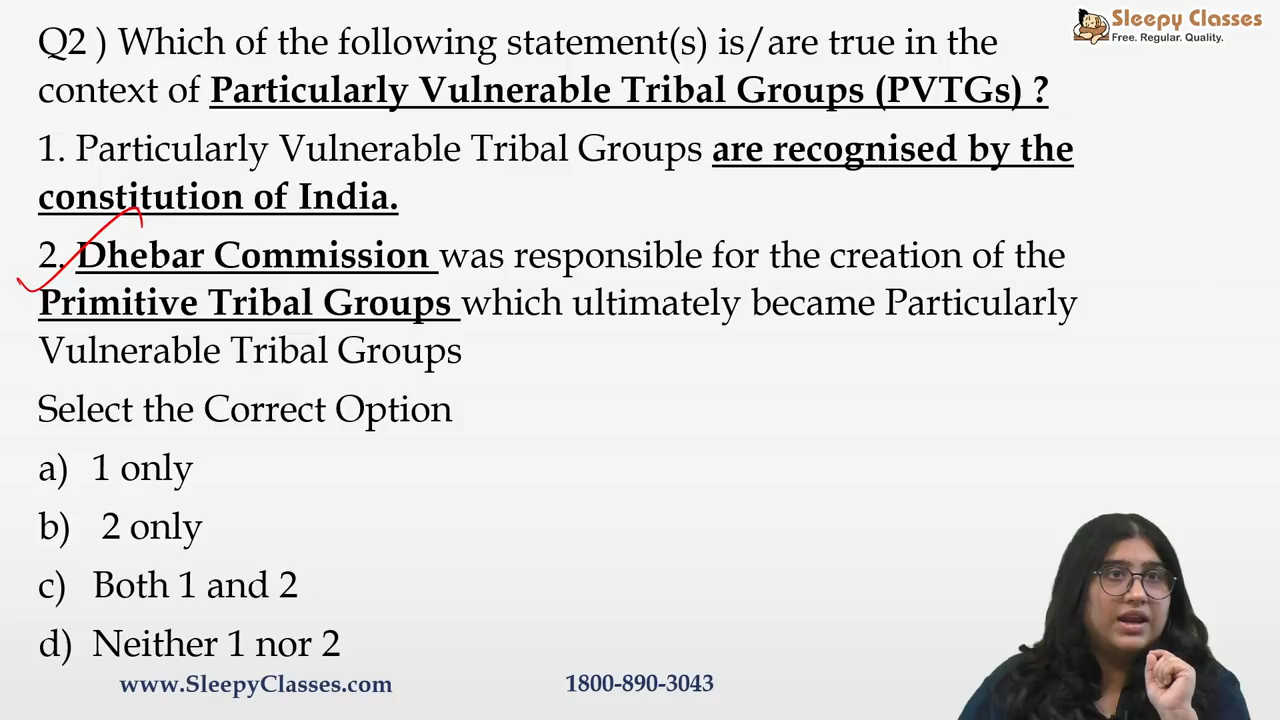 Sleepy Classes
Free. Regular. Quality.
Q2 ) Which of the following statement(s) is/are true in the
context of Particularly Vulnerable Tribal Groups (PVTGs) ?
1. Particularly Vulnerable Tribal Groups are recognised by the
constitution of India.
2. Dhebar Commission was responsible for the creation of the
Primitive Tribal Groups which ultimately became Particularly
Vulnerable Tribal Groups
Select the Correct Option
a) 1 only
b) 2 only
c) Both 1 and 2
d) Neither 1 nor 2
www.SleepyClasses.com 1800-890-3043